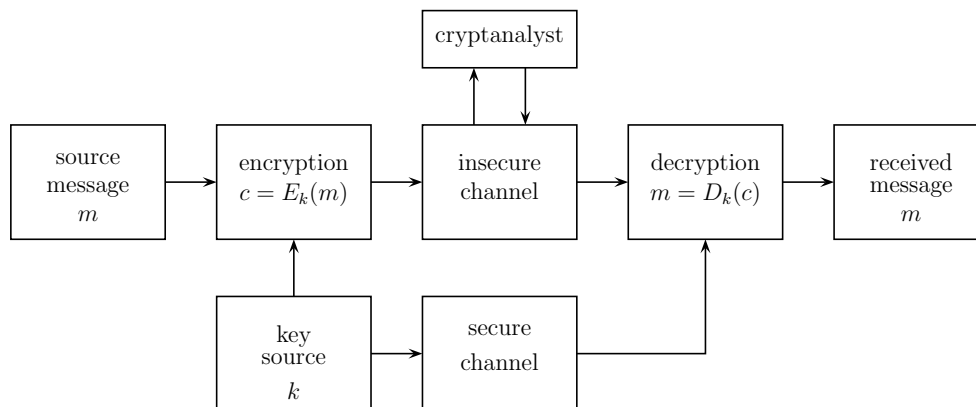 cryptanalyst
source
message
m
encryption
c = E_k(m)
insecure
channel
decryption
m = D_k(c)
received
message
m
key
source
k
secure
channel